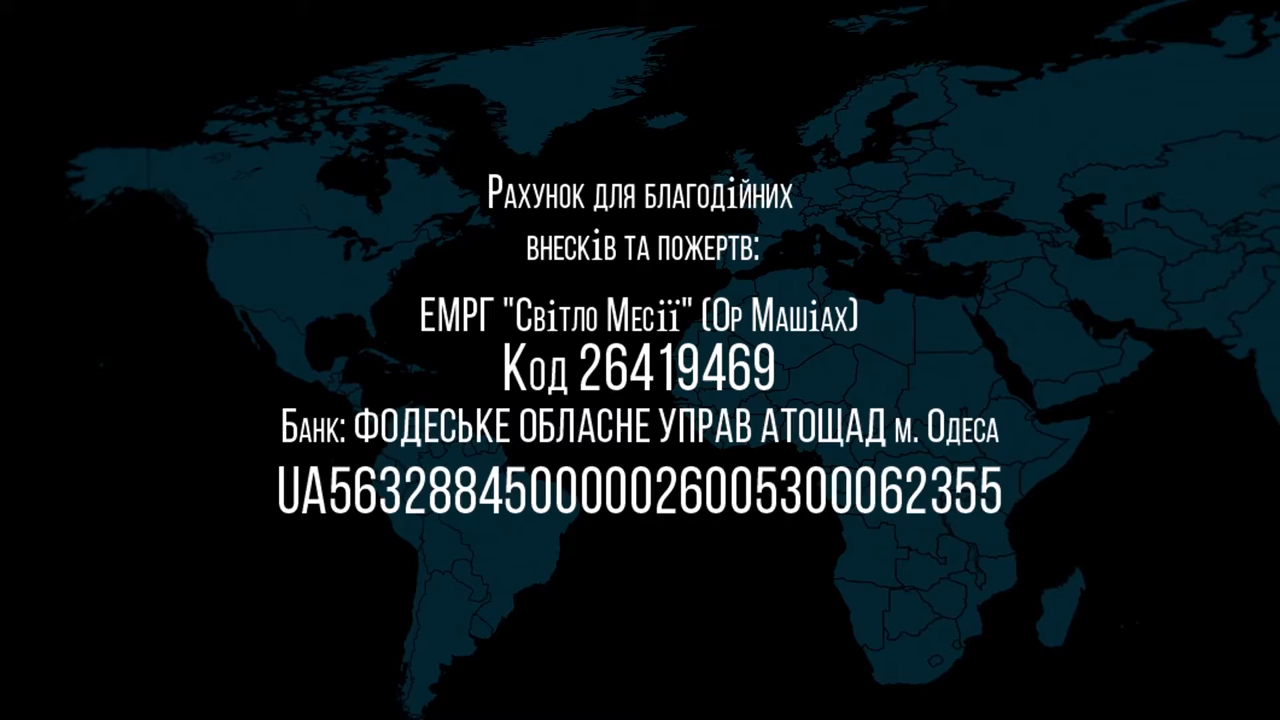 Рахунок для благодійних
внесків та пожертв:
ЕМРГ "Світло Месії" (Ор Машіах)
Код 26419469
Банк: ФОДЕСЬКЕ ОБЛАСНЕ УПРАВ АТОЩАД м. Одеса
UA563288450000026005300062355